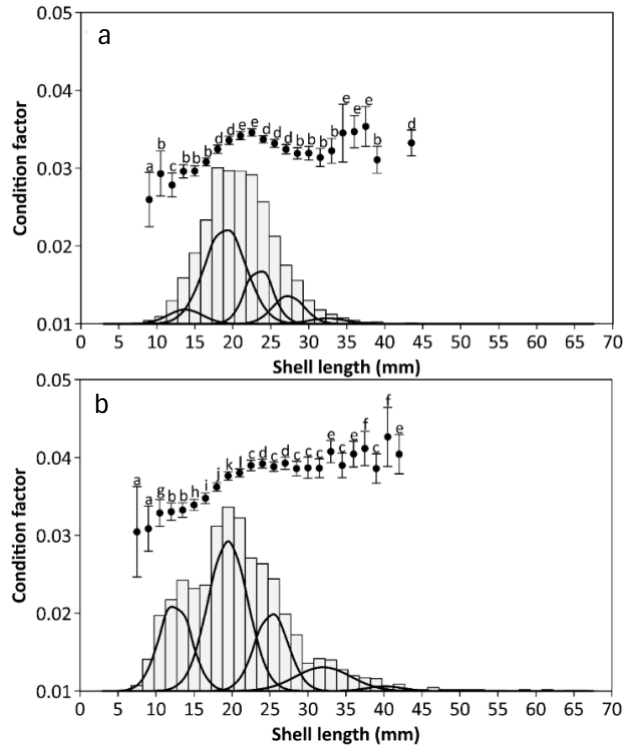 a
0.05
0.04
0.03
0.02
0.01
Condition factor
a b c b b b d d e e d d d b b b b e e e b d
0 5 10 15 20 25 30 35 40 45 50 55 60 65 70
Shell length (mm)
b
0.05
0.04
0.03
0.02
0.01
Condition factor
a a g b b h i j k l c d c d c c c e c e f c f e
0 5 10 15 20 25 30 35 40 45 50 55 60 65 70
Shell length (mm)